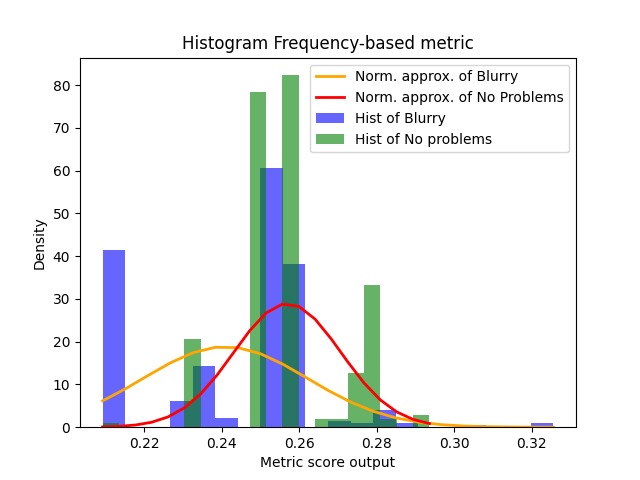 Histogram Frequency-based metric
Norm. approx. of Blurry
Norm. approx. of No Problems
Hist of Blurry
Hist of No problems
Density
80
70
60
50
40
30
20
10
0
0.22 0.24 0.26 0.28 0.30 0.32
Metric score output